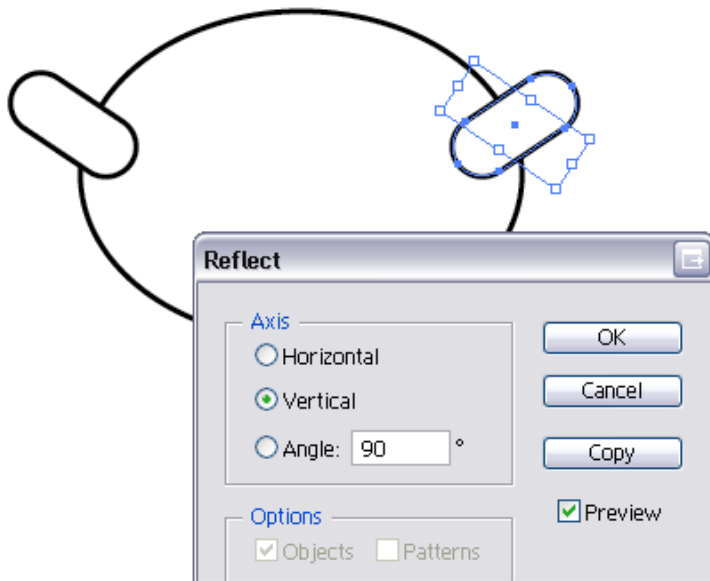 Reflect
Axis
Horizontal
Vertical
Angle: 90 °
OK
Cancel
Copy
Preview
Options
Objects Patterns